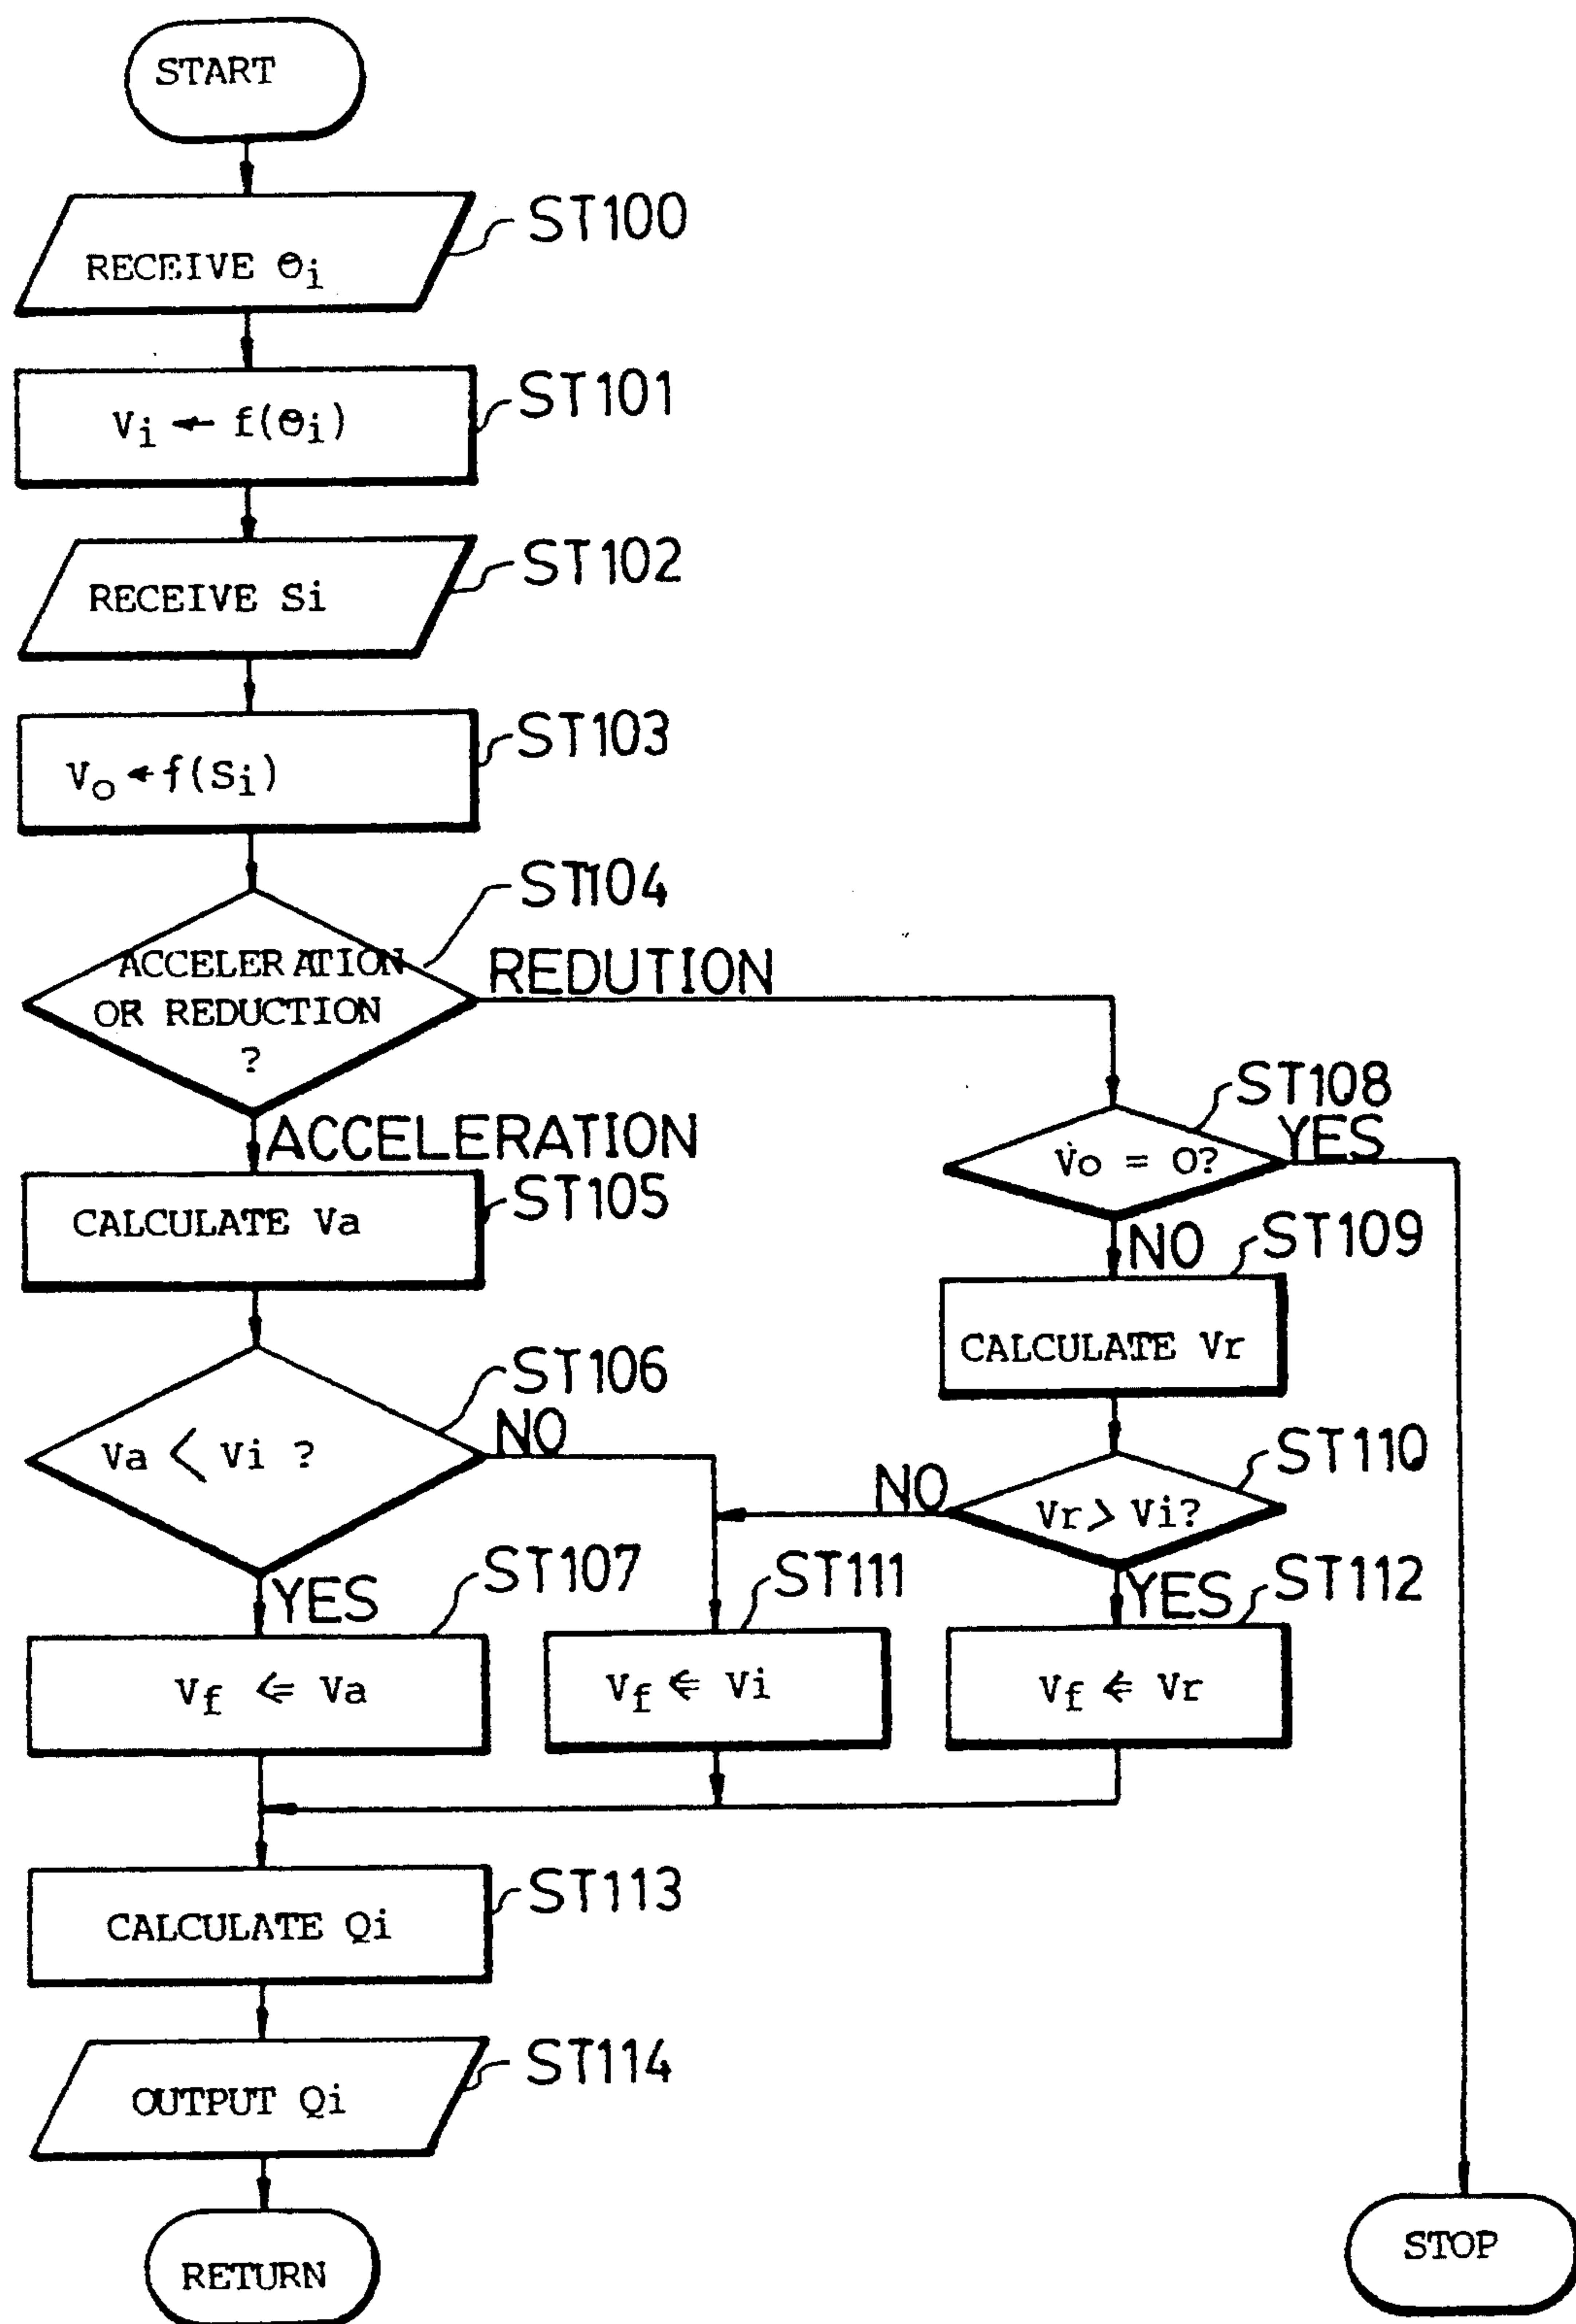 START
RECEIVE Θi
ST100
Vi ← f(Θi)
ST101
RECEIVE Si
ST102
Vo ← f(Si)
ST103
ACCELERATION
OR REDUCTION
?
ST104
REDUTION
ACCELERATION
CALCULATE Va
ST105
Vo = O?
ST108
YES
NO
CALCULATE Vr
ST109
Va < Vi ?
ST106
NO
Vr > Vi?
ST110
NO
YES
YES
Vf ⇐ Va
ST107
Vf ⇐ Vi
ST111
Vf ⇐ Vr
ST112
CALCULATE Qi
ST113
OUTPUT Qi
ST114
RETURN
STOP